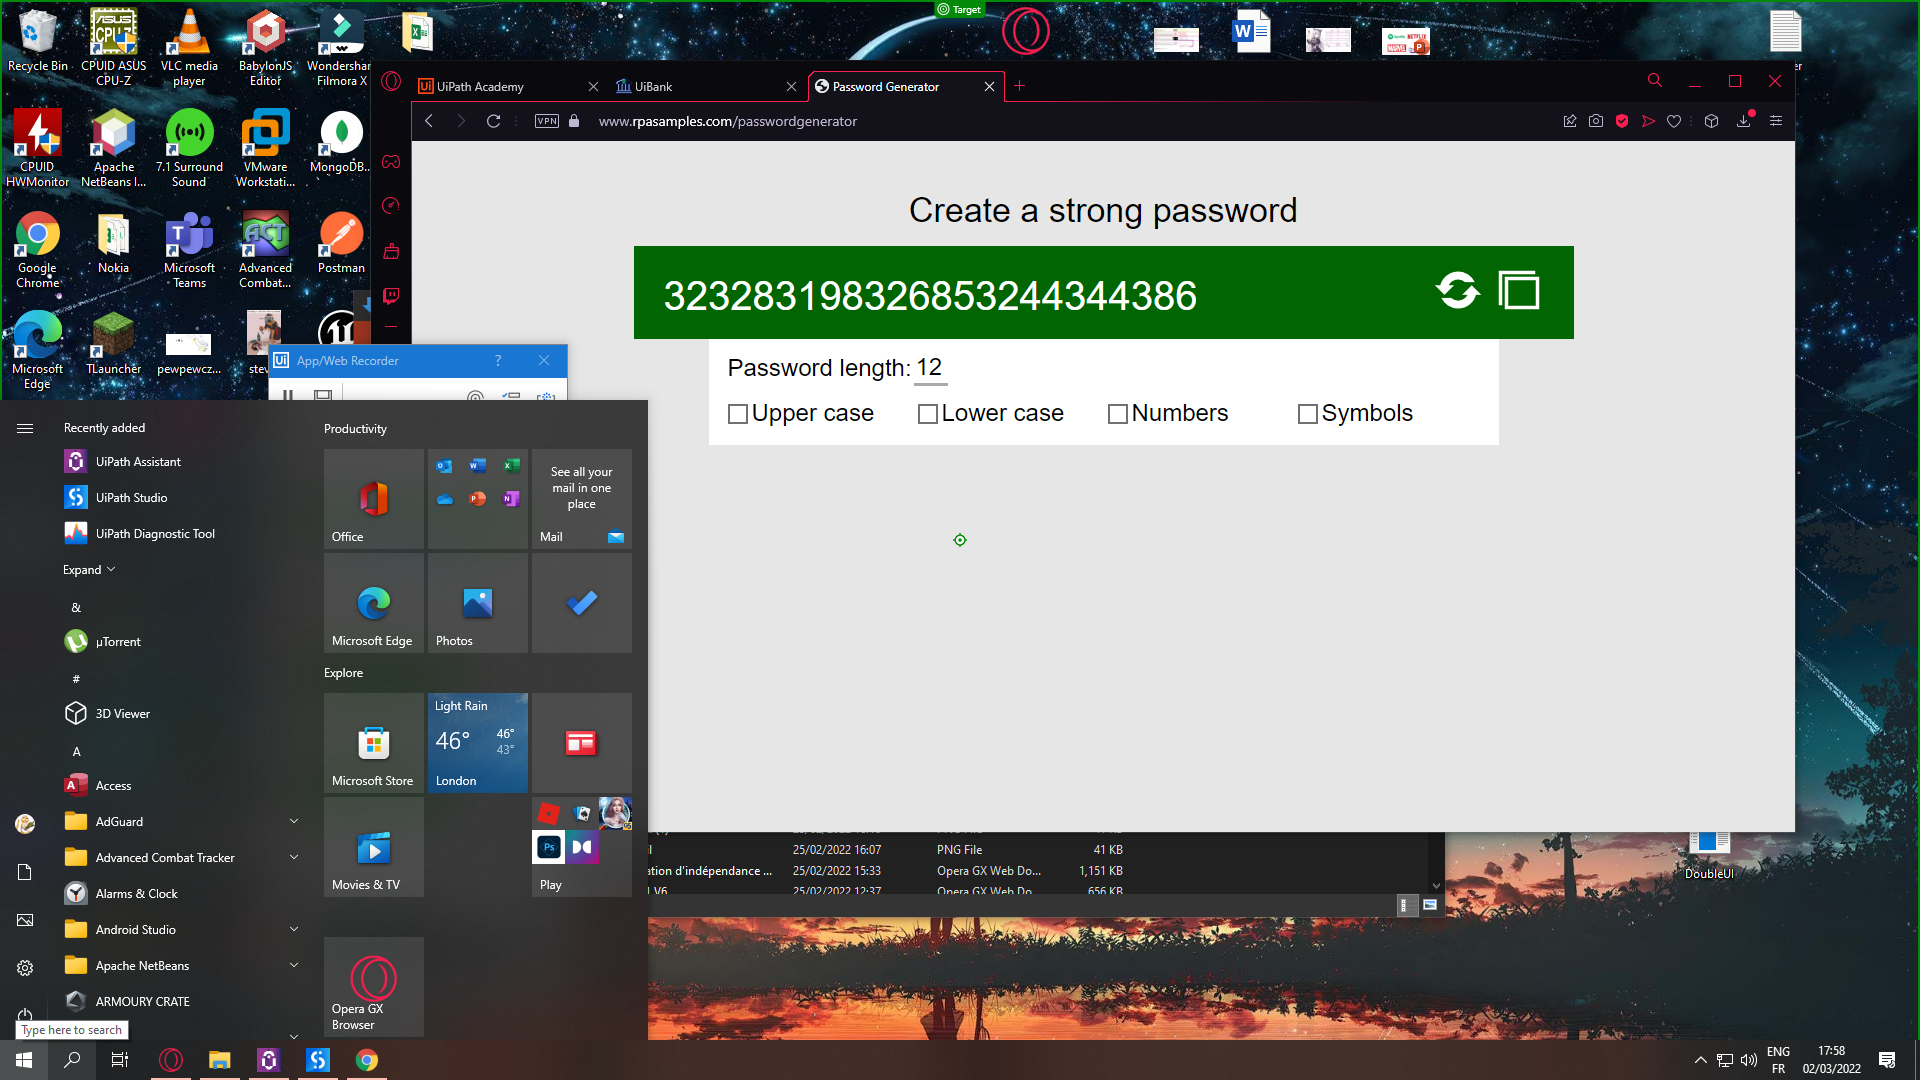 Target
Recycle Bin
CPUID ASUS
CPU-Z
VLC media
player
BabylonJS
Editor
Wondershar
Filmora X
UiPath Academy
UiBank
Password Generator
VPN
www.rpasamples.com/passwordgenerator
CPUID
HWMonitor
Apache
NetBeans I...
7.1 Surround
Sound
VMware
Workstati...
MongoDB...
Create a strong password
323283198326853244344386
Google
Chrome
Nokia
Microsoft
Teams
Advanced
Combat...
Postman
Microsoft
Edge
TLauncher
pewpewcz...
stev
App/Web Recorder
?
Password length: 12
Upper case
Lower case
Numbers
Symbols
Recently added
UiPath Assistant
UiPath Studio
UiPath Diagnostic Tool
Expand
&
µTorrent
#
3D Viewer
A
Access
AdGuard
Advanced Combat Tracker
Alarms & Clock
Android Studio
Apache NetBeans
ARMOURY CRATE
Productivity
Office
See all your
mail in one
place
Mail
Microsoft Edge
Photos
Explore
Microsoft Store
Light Rain
46°
46°
43°
London
Movies & TV
Play
Opera GX
Browser
25/02/2022 16:07
PNG File
41 KB
ation d'indépendance ...
25/02/2022 15:33
Opera GX Web Do...
1,151 KB
V6
25/02/2022 12:37
Opera GX Web Do...
656 KB
DoubleUI
Type here to search
ENG
FR
17:58
02/03/2022